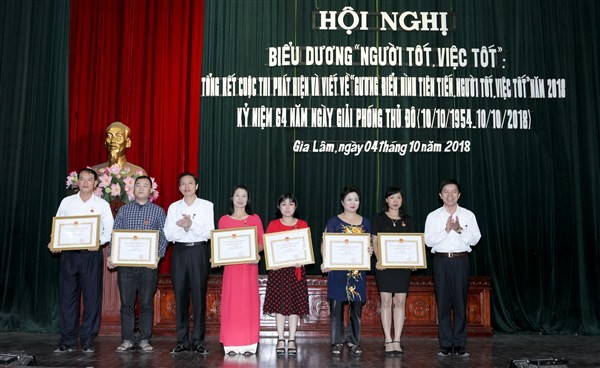 HỘI NGHỊ
BIỂU DƯƠNG "NGƯỜI TỐT, VIỆC TỐT":
TỔNG KẾT CUỘC THI PHÁT HIỆN VÀ VIẾT VỀ "GƯƠNG ĐIỂN HÌNH TIÊN TIẾN, NGƯỜI TỐT, VIỆC TỐT" NĂM 2018
KỶ NIỆM 64 NĂM NGÀY GIẢI PHÓNG THỦ ĐÔ (10/10/1954_10/10/2018)
Gia Lâm, ngày 04 tháng 10 năm 2018